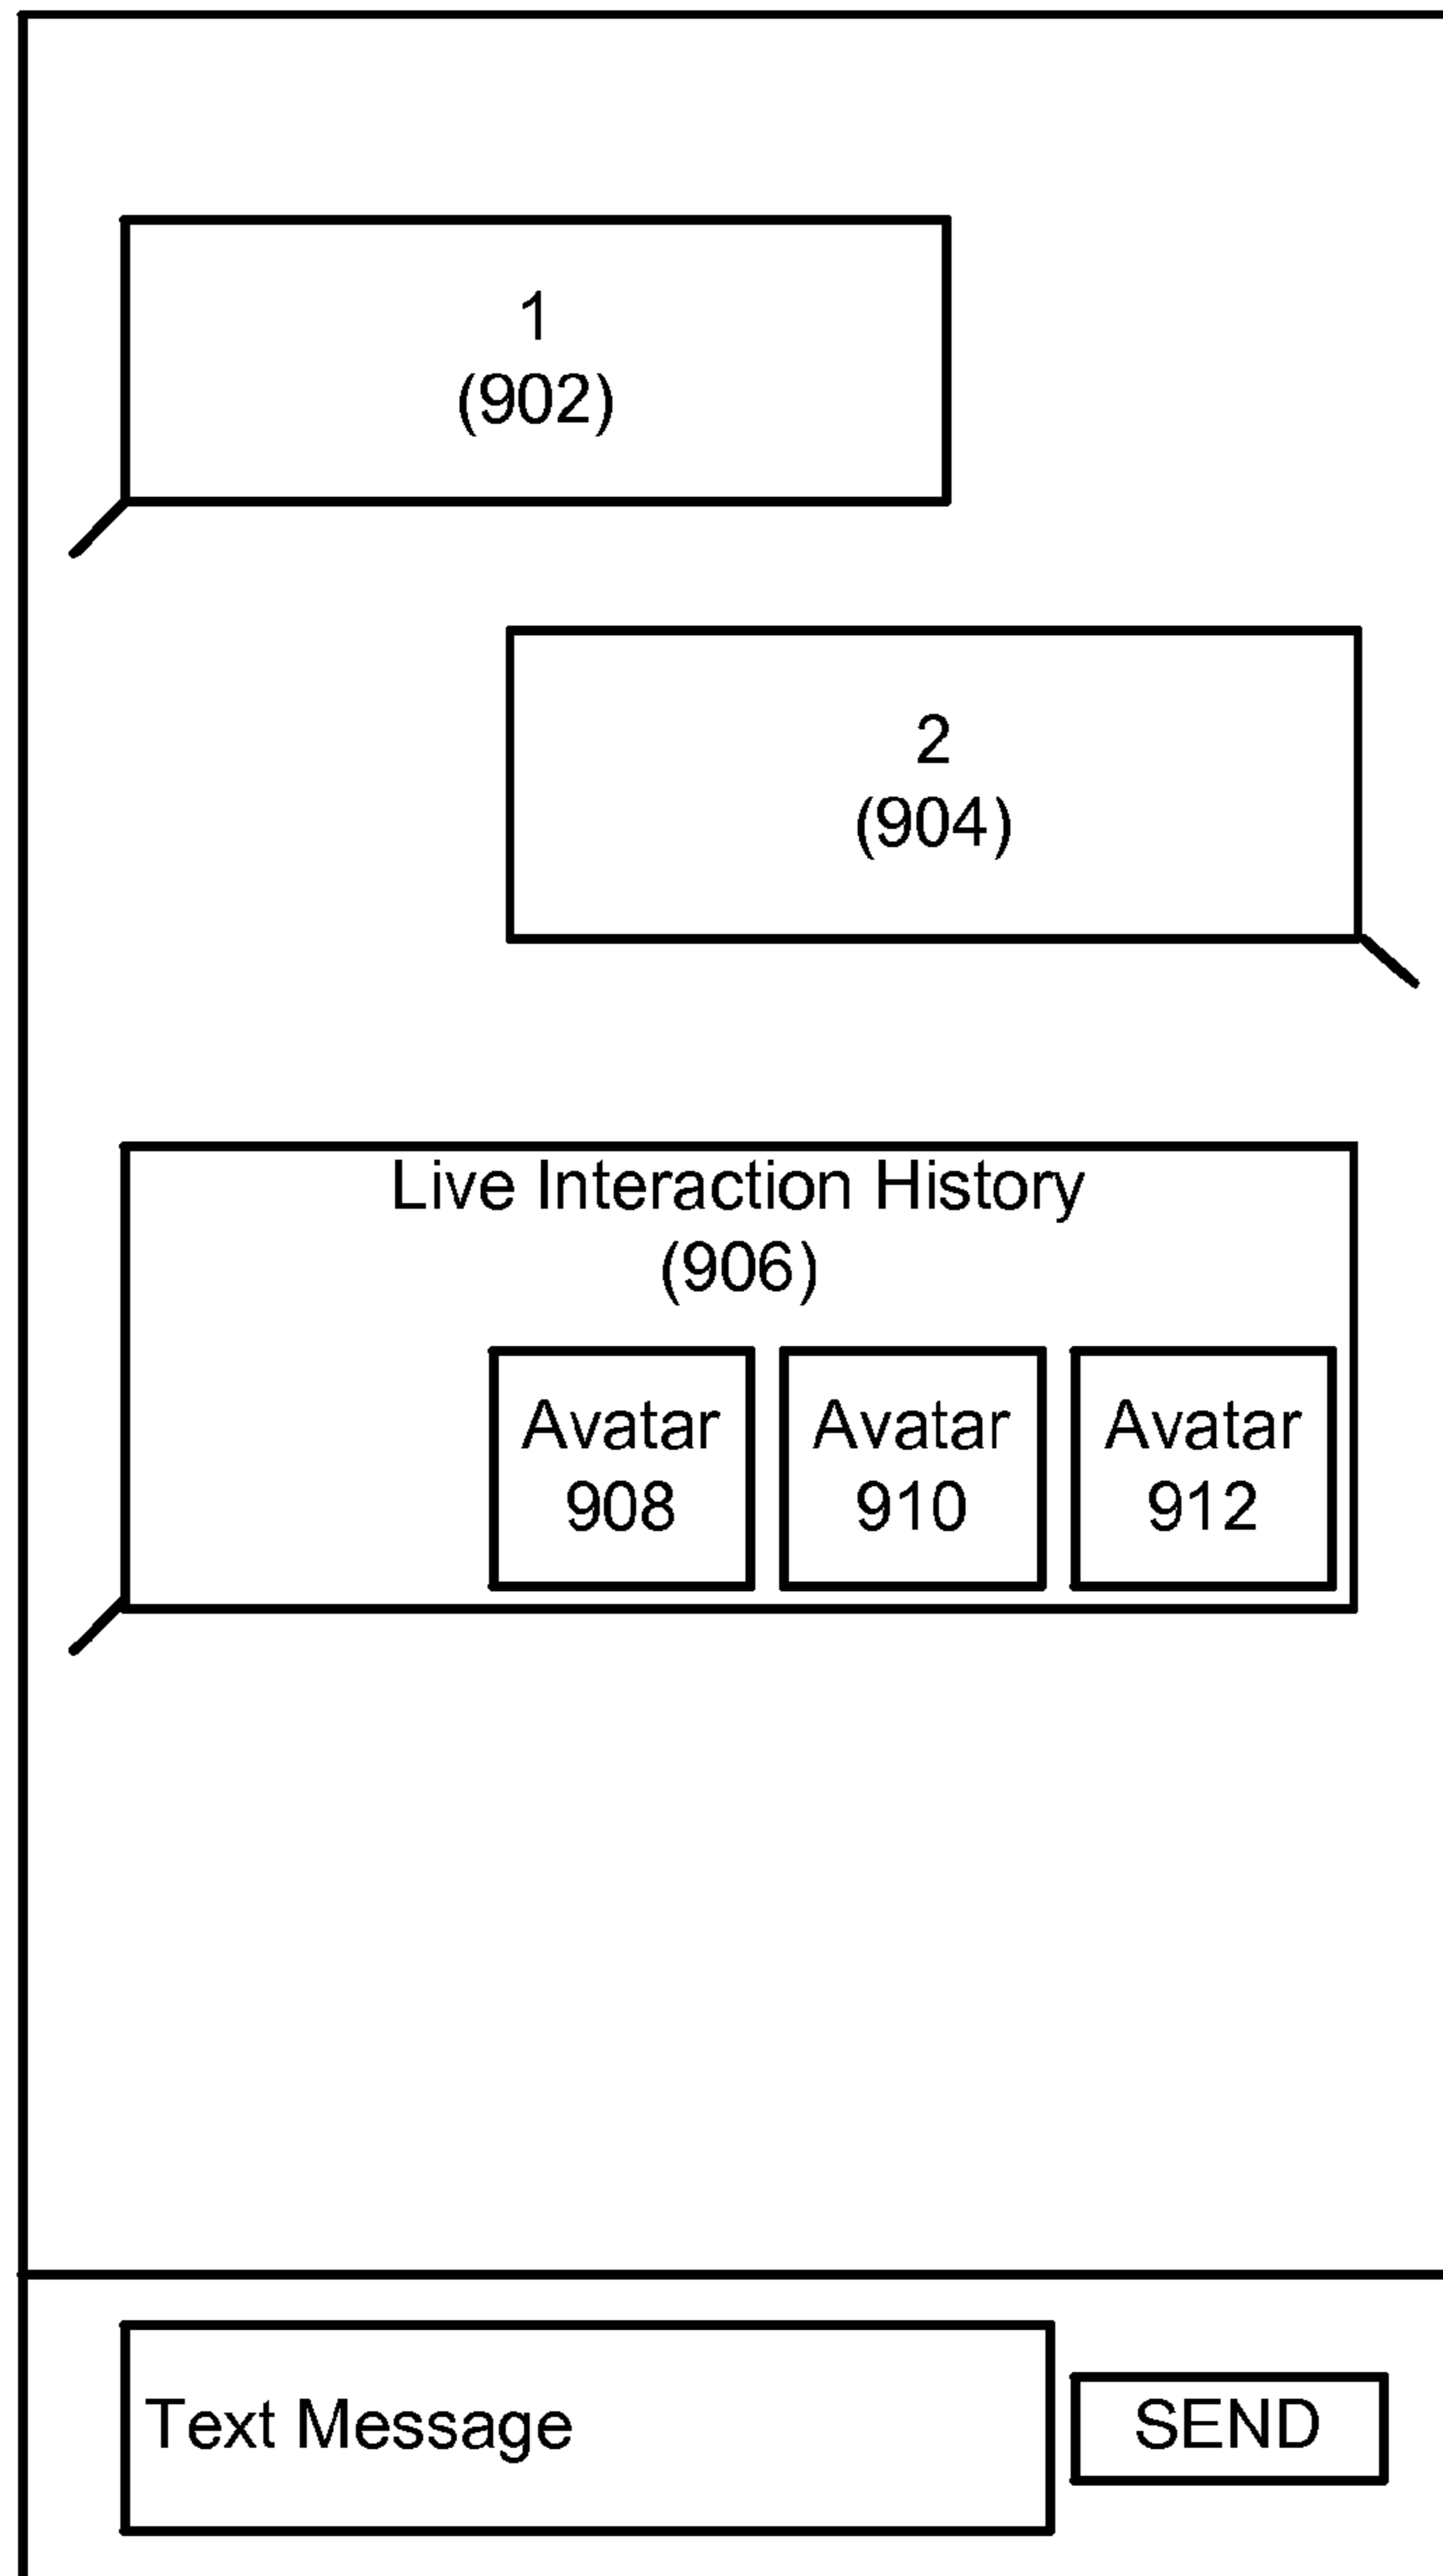 1
(902)
2
(904)
Live Interaction History
(906)
Avatar
908
Avatar
910
Avatar
912
Text Message
SEND